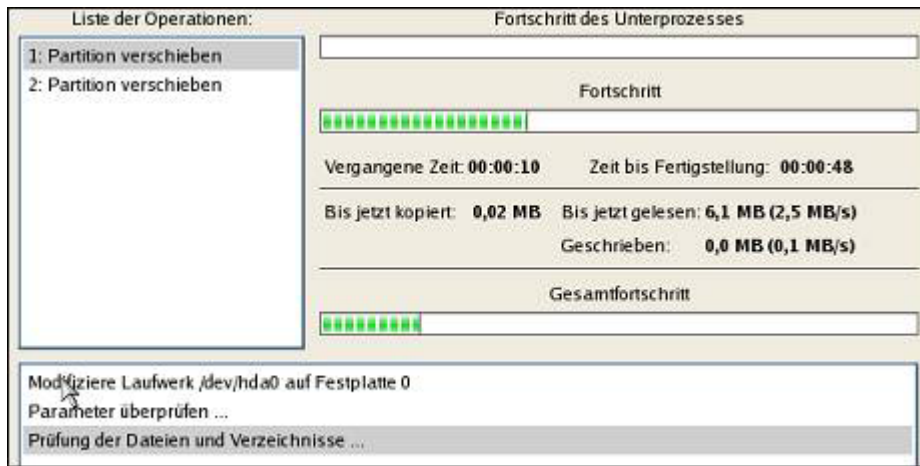 Liste der Operationen:
1: Partition verschieben
2: Partition verschieben
Fortschritt des Unterprozesses
Fortschritt
Vergangene Zeit: 00:00:10 Zeit bis Fertigstellung: 00:00:48
Bis jetzt kopiert: 0,02 MB Bis jetzt gelesen: 6,1 MB (2,5 MB/s)
Geschrieben: 0,0 MB (0,1 MB/s)
Gesamtfortschritt
Modifiziere Laufwerk /dev/hda0 auf Festplatte 0
Parameter überprüfen ...
Prüfung der Dateien und Verzeichnisse ...